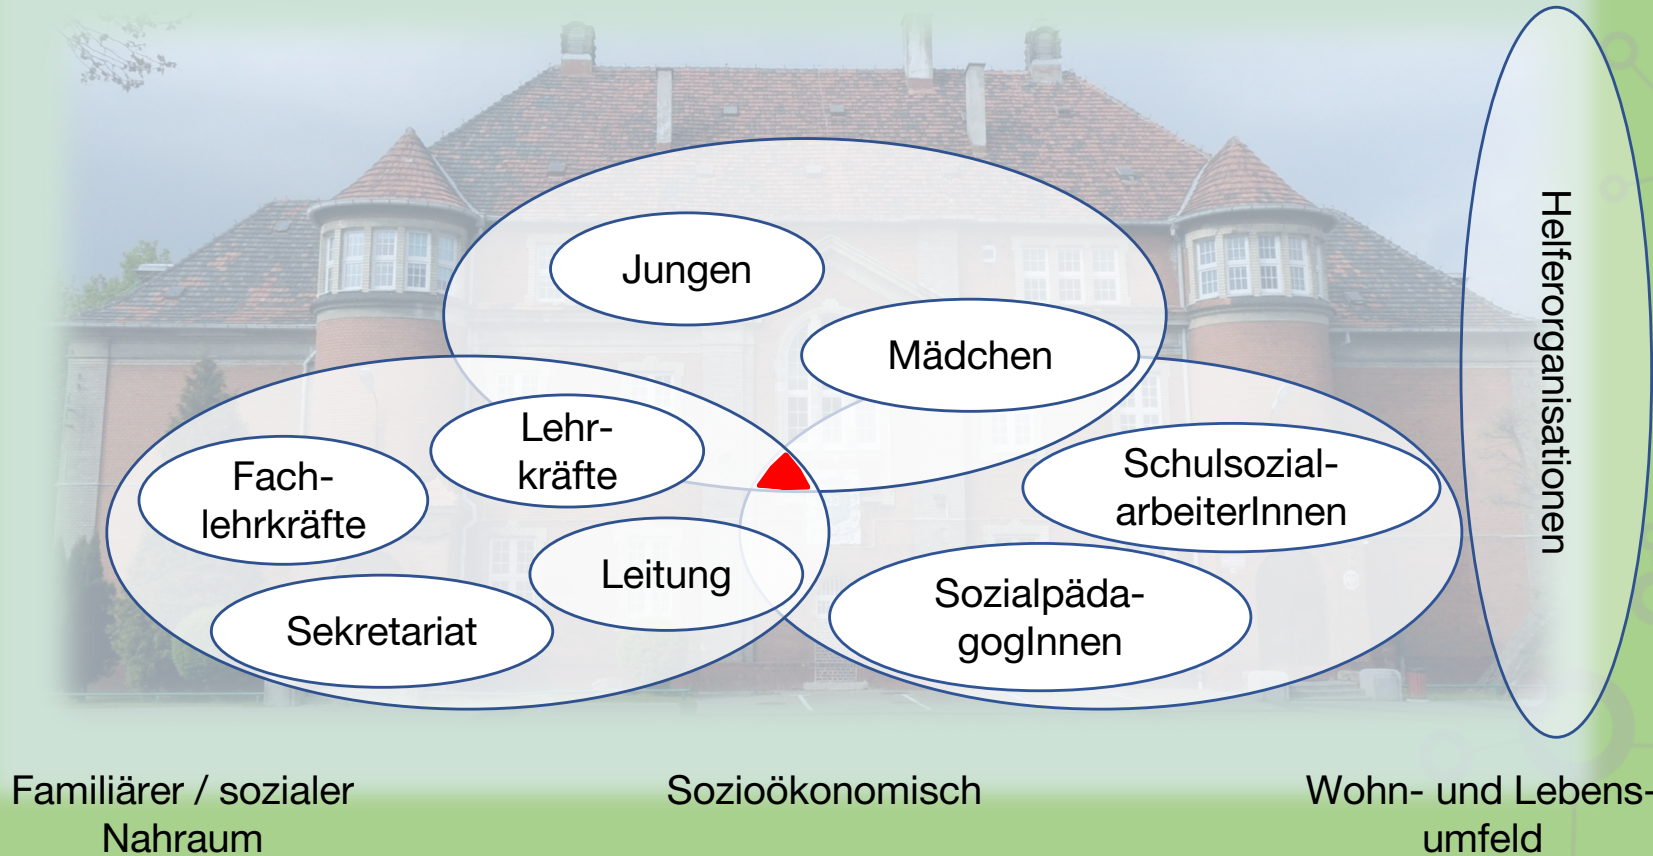 Jungen
Mädchen
Lehr-
kräfte
Fach-
lehrkräfte
Leitung
Sekretariat
Schulsozial-
arbeiterInnen
Sozialpäda-
gogInnen
Helferorganisationen
Familiärer / sozialer
Nahraum
Sozioökonomisch
Wohn- und Lebens-
umfeld